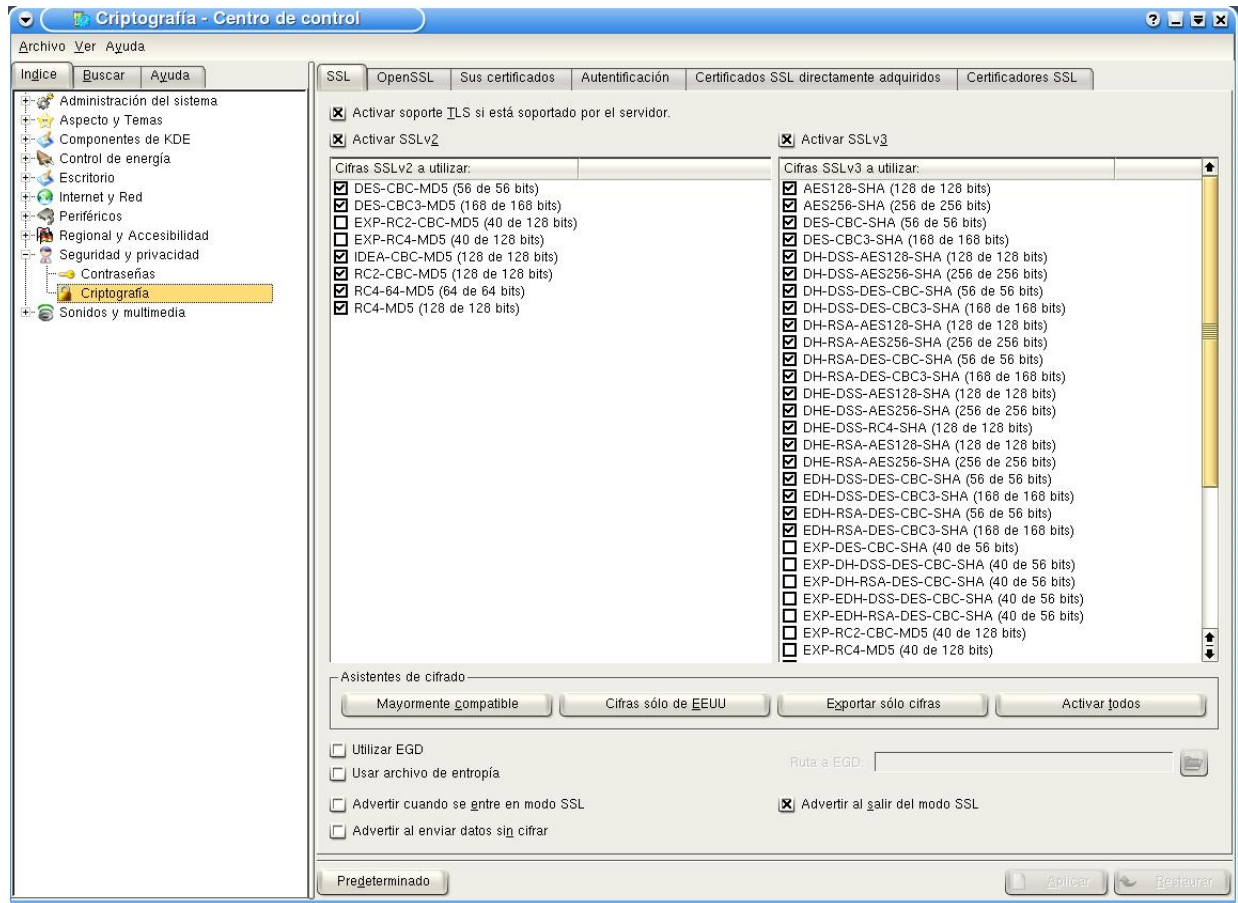 Criptografía - Centro de control
Archivo Ver Ayuda
Indice Buscar Ayuda
Administración del sistema
Aspecto y Temas
Componentes de KDE
Control de energía
Escritorio
Internet y Red
Periféricos
Regional y Accesibilidad
Seguridad y privacidad
Contraseñas
Criptografía
Sonidos y multimedia
SSL OpenSSL Sus certificados Autentificación Certificados SSL directamente adquiridos Certificadores SSL
Activar soporte TLS si está soportado por el servidor.
Activar SSLv2
Cifras SSLv2 a utilizar:
DES-CBC-MD5 (56 de 56 bits)
DES-CBC3-MD5 (168 de 168 bits)
EXP-RC2-CBC-MD5 (40 de 128 bits)
EXP-RC4-MD5 (40 de 128 bits)
IDEA-CBC-MD5 (128 de 128 bits)
RC2-CBC-MD5 (128 de 128 bits)
RC4-64-MD5 (64 de 64 bits)
RC4-MD5 (128 de 128 bits)
Activar SSLv3
Cifras SSLv3 a utilizar:
AES128-SHA (128 de 128 bits)
AES256-SHA (256 de 256 bits)
DES-CBC-SHA (56 de 56 bits)
DES-CBC3-SHA (168 de 168 bits)
DH-DSS-AES128-SHA (128 de 128 bits)
DH-DSS-AES256-SHA (256 de 256 bits)
DH-DSS-DES-CBC-SHA (56 de 56 bits)
DH-DSS-DES-CBC3-SHA (168 de 168 bits)
DH-RSA-AES128-SHA (128 de 128 bits)
DH-RSA-AES256-SHA (256 de 256 bits)
DH-RSA-DES-CBC-SHA (56 de 56 bits)
DH-RSA-DES-CBC3-SHA (168 de 168 bits)
DHE-DSS-AES128-SHA (128 de 128 bits)
DHE-DSS-AES256-SHA (256 de 256 bits)
DHE-DSS-RC4-SHA (128 de 128 bits)
DHE-RSA-AES128-SHA (128 de 128 bits)
DHE-RSA-AES256-SHA (256 de 256 bits)
EDH-DSS-DES-CBC-SHA (56 de 56 bits)
EDH-DSS-DES-CBC3-SHA (168 de 168 bits)
EDH-RSA-DES-CBC-SHA (56 de 56 bits)
EDH-RSA-DES-CBC3-SHA (168 de 168 bits)
EXP-DES-CBC-SHA (40 de 56 bits)
EXP-DH-DSS-DES-CBC-SHA (40 de 56 bits)
EXP-DH-RSA-DES-CBC-SHA (40 de 56 bits)
EXP-EDH-DSS-DES-CBC-SHA (40 de 56 bits)
EXP-EDH-RSA-DES-CBC-SHA (40 de 56 bits)
EXP-RC2-CBC-MD5 (40 de 128 bits)
EXP-RC4-MD5 (40 de 128 bits)
Asistentes de cifrado
Mayormente compatible Cifras sólo de EEUU Exportar sólo cifras Activar todos
Utilizar EGD
Usar archivo de entropía
Ruta a EGD:
Advertir cuando se entre en modo SSL
Advertir al salir del modo SSL
Advertir al enviar datos sin cifrar
Predeterminado Aplicar Restaurar